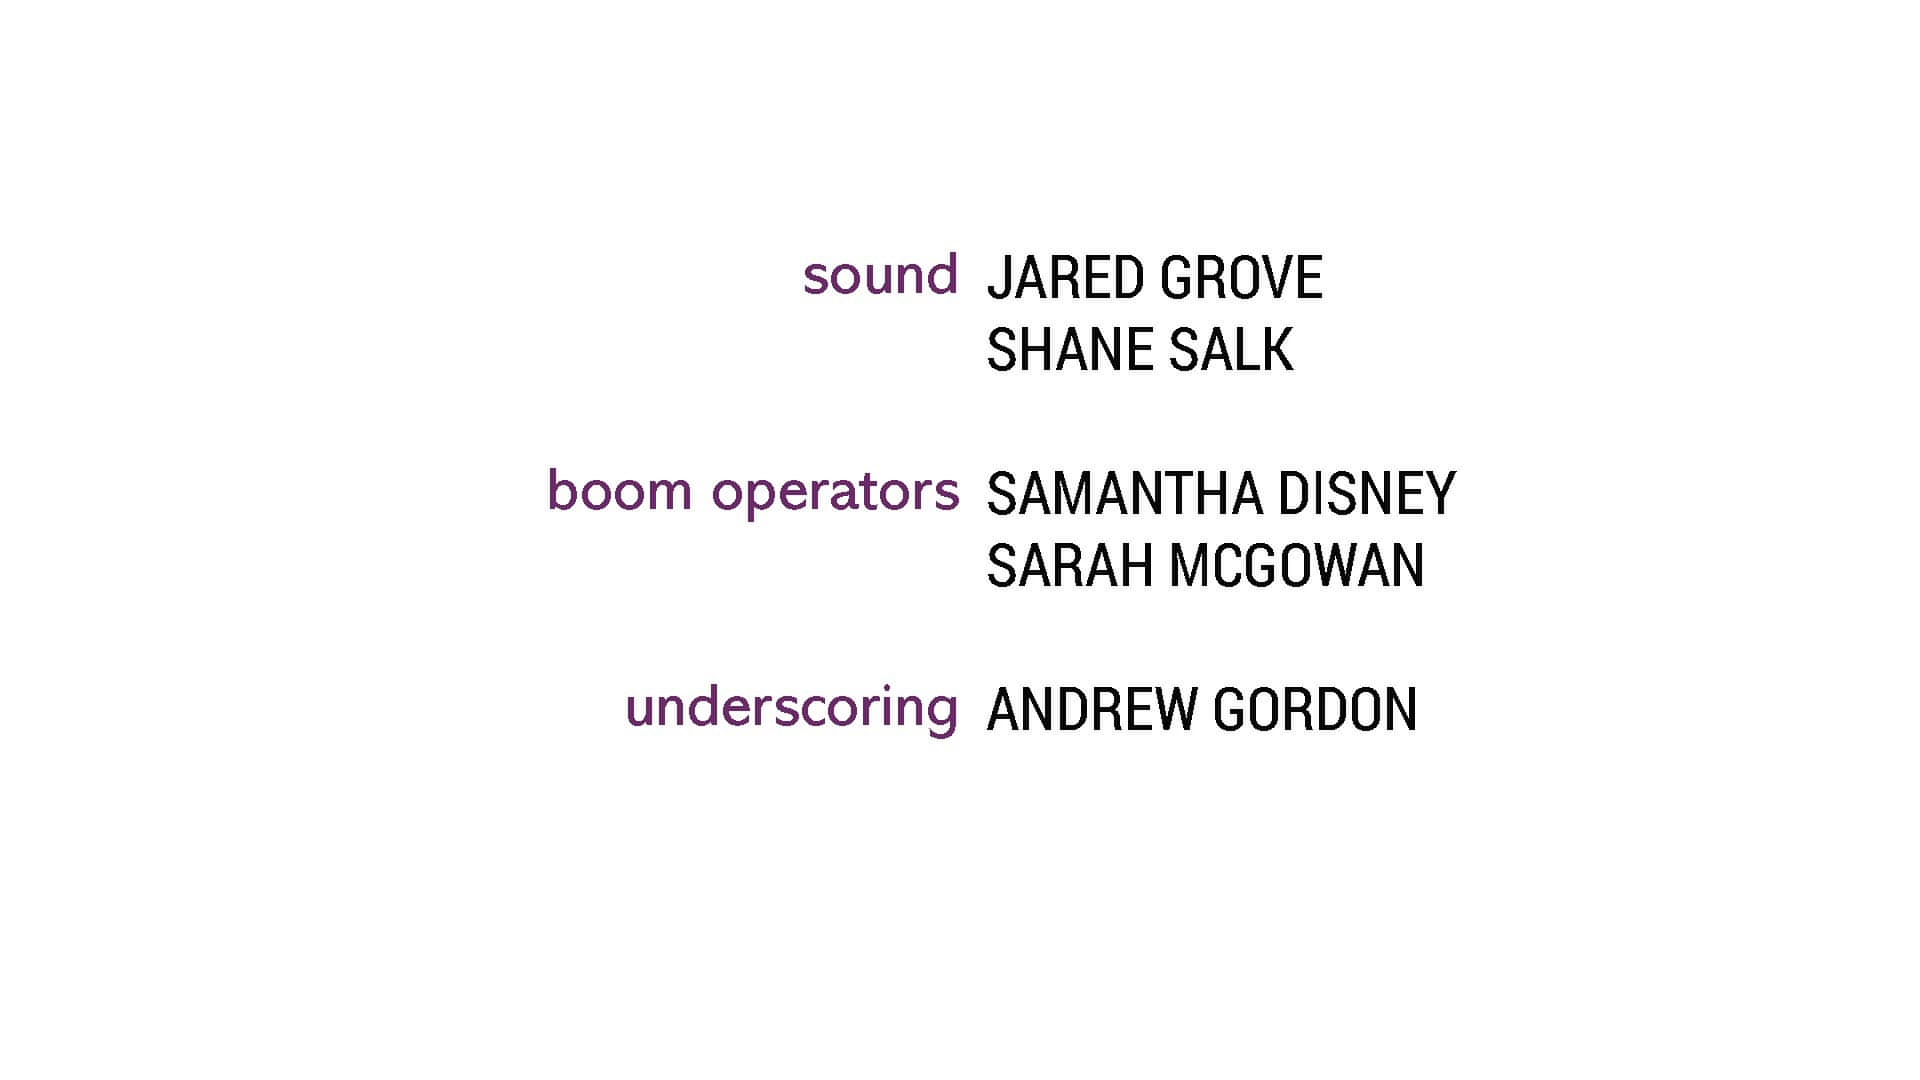 sound JARED GROVE
SHANE SALK
boom operators SAMANTHA DISNEY
SARAH MCGOWAN
underscoring ANDREW GORDON